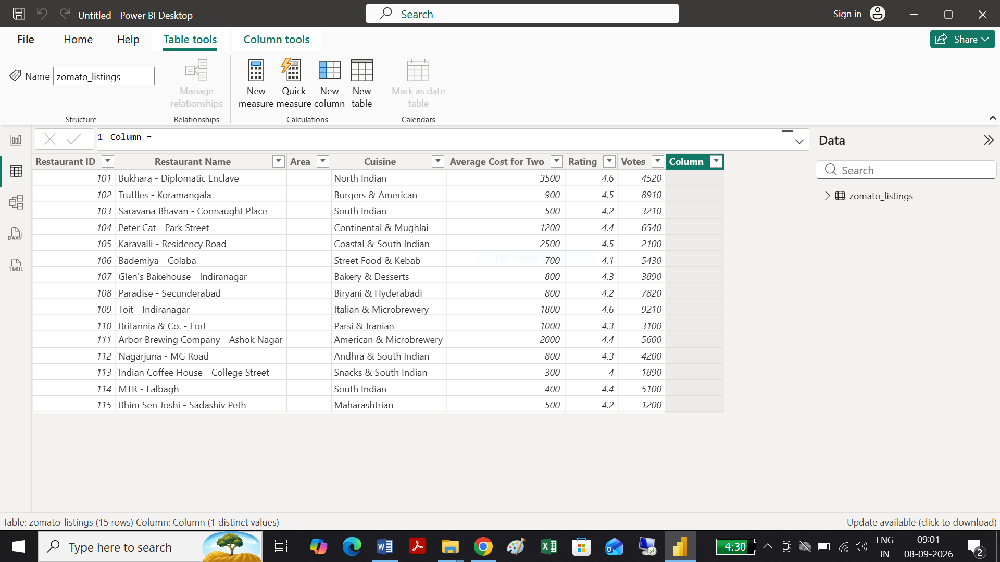 Untitled - Power BI Desktop
Search
Sign in
File
Home
Help
Table tools
Column tools
Share
Name
zomato_listings
Manage relationships
New measure
Quick measure
New column
New table
Mark as date table
Structure
Relationships
Calculations
Calendars
1 Column =
Data
Search
zomato_listings
Restaurant ID Restaurant Name Area Cuisine Average Cost for Two Rating Votes Column
101 Bukhara - Diplomatic Enclave North Indian 3500 4.6 4520
102 Truffles - Koramangala Burgers & American 900 4.5 8910
103 Saravana Bhavan - Connaught Place South Indian 500 4.2 3210
104 Peter Cat - Park Street Continental & Mughlai 1200 4.4 6540
105 Karavalli - Residency Road Coastal & South Indian 2500 4.5 2100
106 Bademiya - Colaba Street Food & Kebab 700 4.1 5430
107 Glen's Bakehouse - Indiranagar Bakery & Desserts 800 4.3 3890
108 Paradise - Secunderabad Biryani & Hyderabadi 800 4.2 7820
109 Toit - Indiranagar Italian & Microbrewery 1800 4.6 9210
110 Britannia & Co. - Fort Parsi & Iranian 1000 4.3 3100
111 Arbor Brewing Company - Ashok Nagar American & Microbrewery 2000 4.4 5600
112 Nagarjuna - MG Road Andhra & South Indian 800 4.3 4200
113 Indian Coffee House - College Street Snacks & South Indian 300 4 1890
114 MTR - Lalbagh South Indian 400 4.4 5100
115 Bhim Sen Joshi - Sadashiv Peth Maharashtrian 500 4.2 1200
DAX
TMDL
Full-screen
Table: zomato_listings (15 rows) Column: Column (1 distinct values)
Update available (click to download)
Type here to search
4:30
ENG
IN
09:01
08-09-2026
2